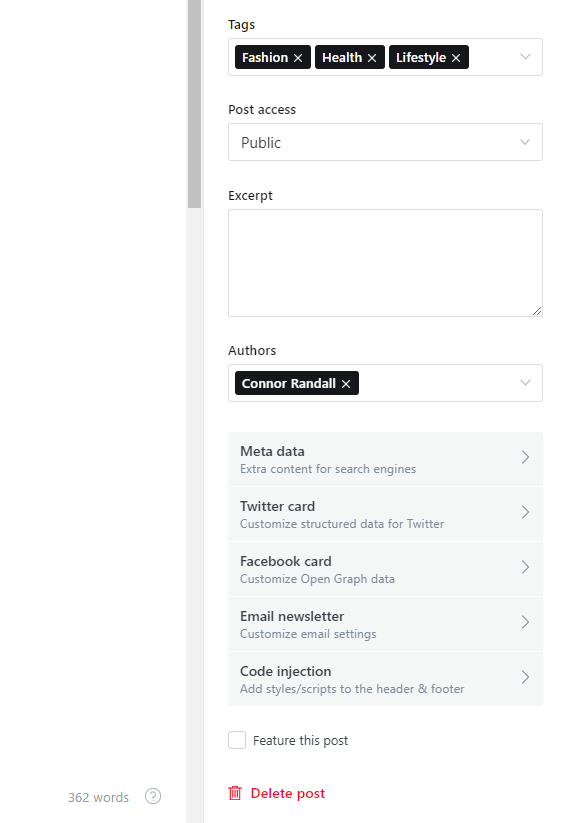 Tags
Fashion × Health × Lifestyle ×
Post access
Public
Excerpt
Authors
Connor Randall ×
Meta data
Extra content for search engines
Twitter card
Customize structured data for Twitter
Facebook card
Customize Open Graph data
Email newsletter
Customize email settings
Code injection
Add styles/scripts to the header & footer
Feature this post
362 words ?
Delete post